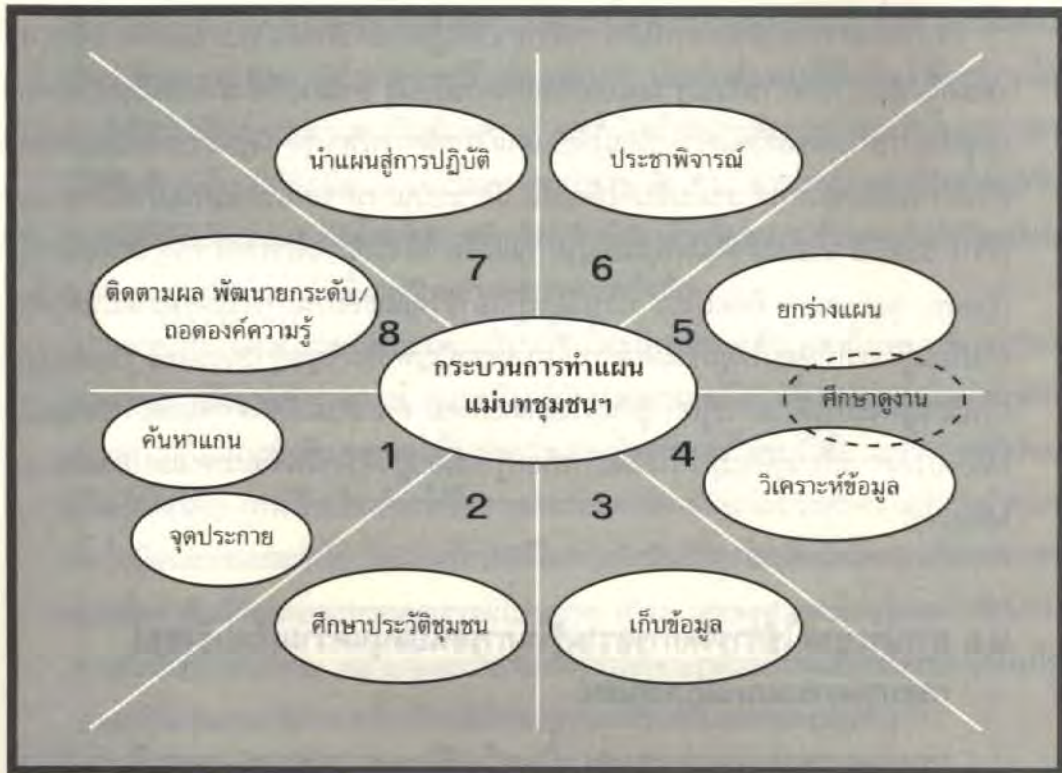 นำแผนสู่การปฏิบัติ
ประชาพิจารณ์
7
6
ติดตามผล พัฒนายกระดับ/
ถอดองค์ความรู้
8
5
ยกร่างแผน
กระบวนการทำแผน
แม่บทชุมชนฯ
ศึกษาดูงาน
ค้นหาแกน
1
4
วิเคราะห์ข้อมูล
จุดประกาย
2
3
ศึกษาประวัติชุมชน
เก็บข้อมูล